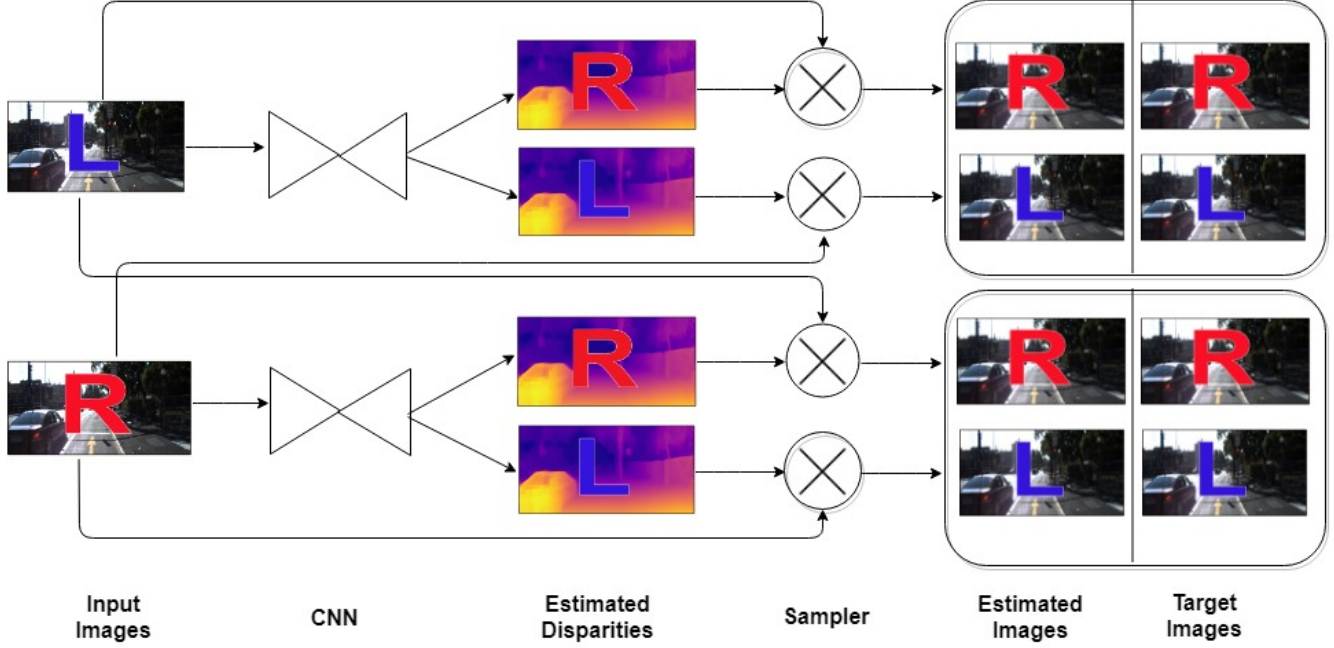 R
R
R
L
L
L
L
R
R
R
R
L
L
L
Input
Images
CNN
Estimated
Disparities
Sampler
Estimated
Images
Target
Images